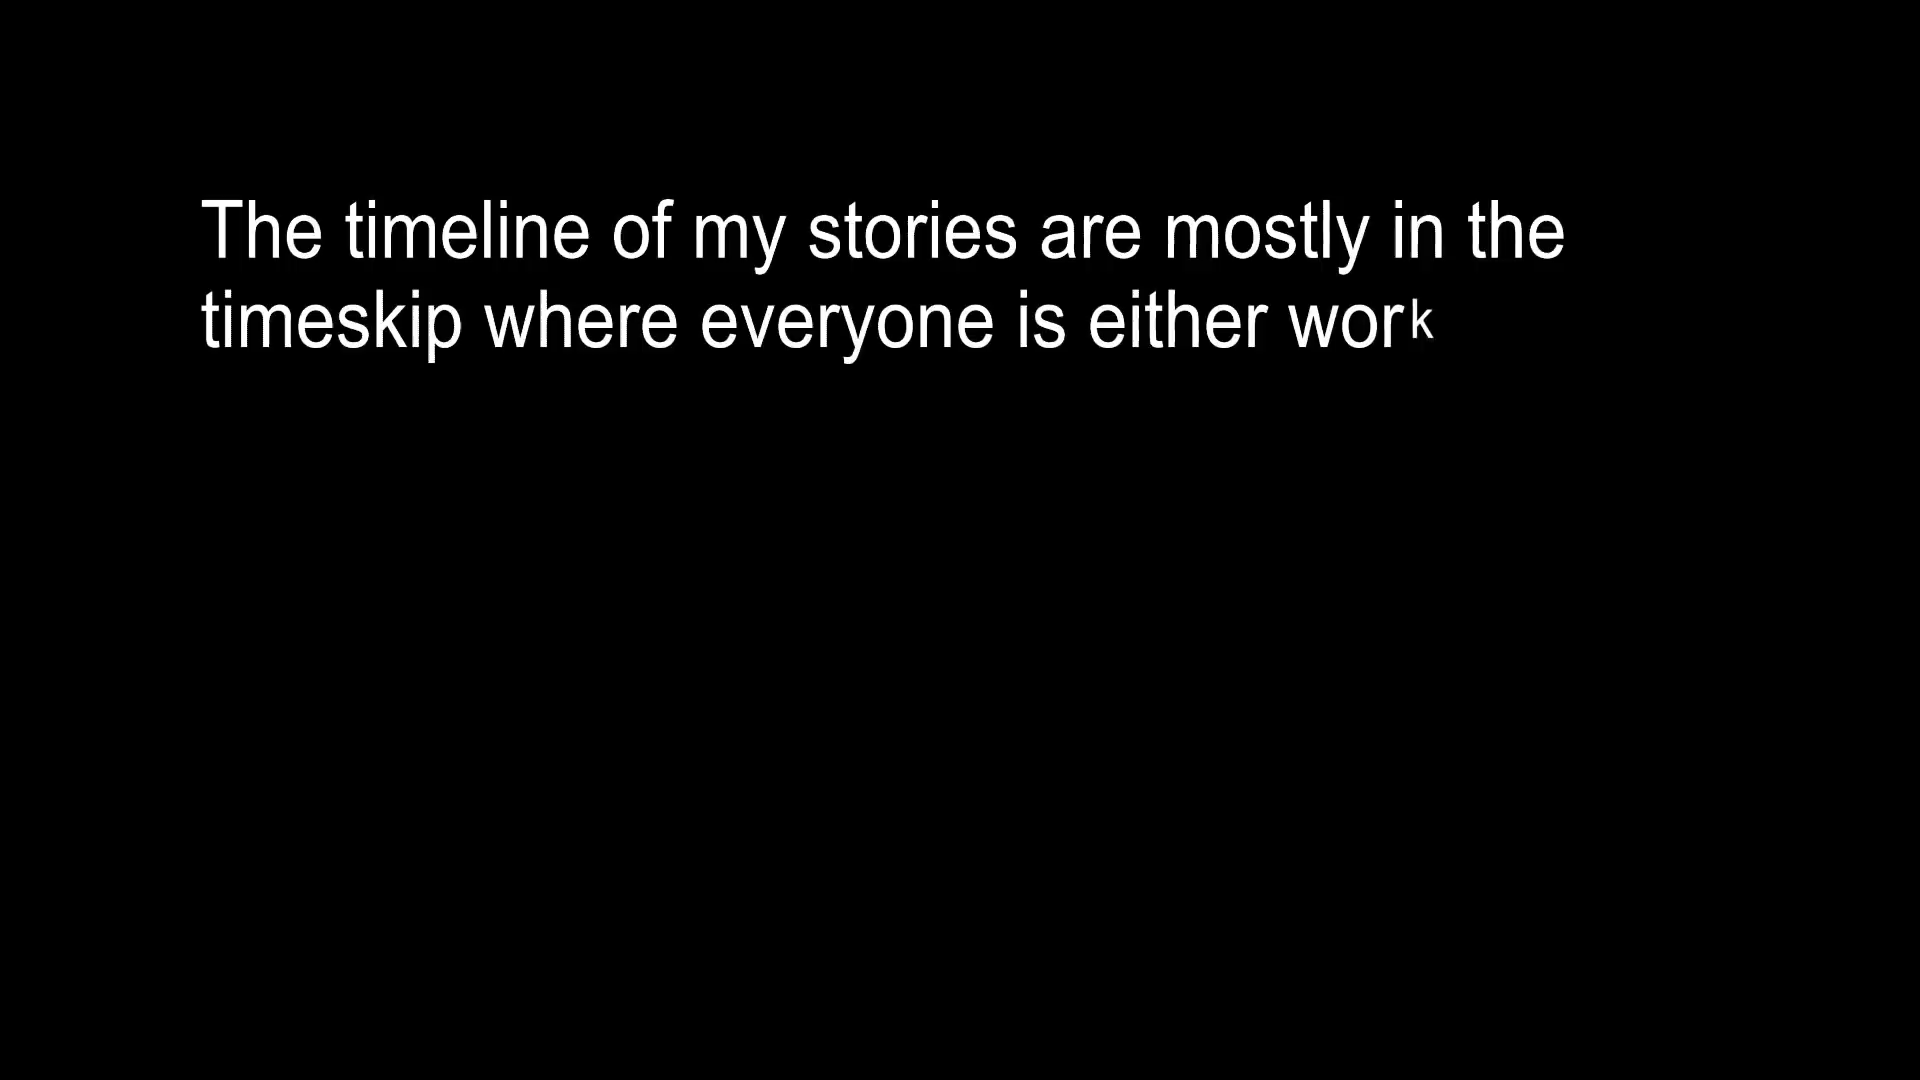 The timeline of my stories are mostly in the
timeskip where everyone is either work